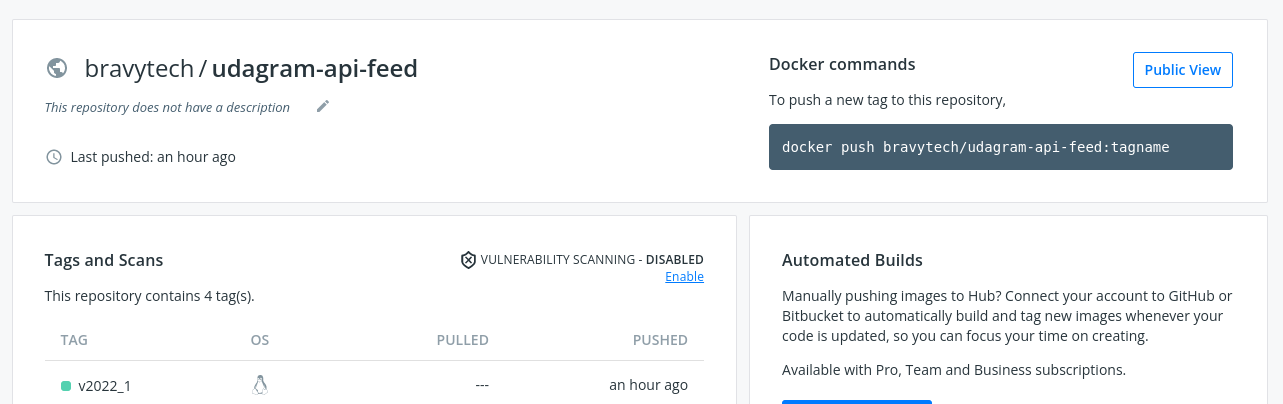 bravytech / udagram-api-feed
This repository does not have a description
Last pushed: an hour ago
Docker commands
Public View
To push a new tag to this repository,
docker push bravytech/udagram-api-feed:tagname
Tags and Scans
VULNERABILITY SCANNING - DISABLED
Enable
This repository contains 4 tag(s).
TAG OS PULLED PUSHED
v2022_1 --- an hour ago
Automated Builds
Manually pushing images to Hub? Connect your account to GitHub or
Bitbucket to automatically build and tag new images whenever your
code is updated, so you can focus your time on creating.
Available with Pro, Team and Business subscriptions.